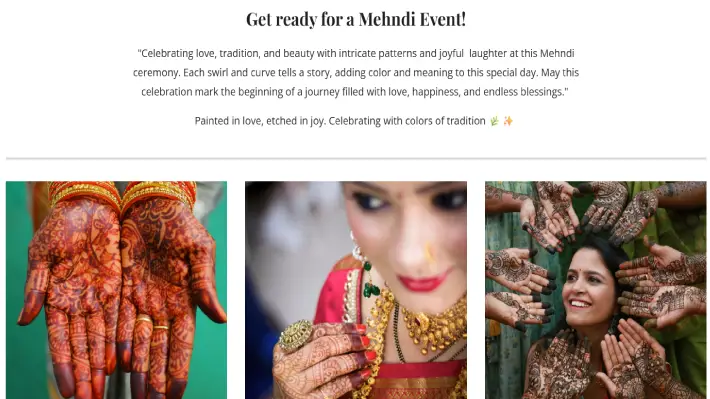 Get ready for a Mehndi Event!
"Celebrating love, tradition, and beauty with intricate patterns and joyful laughter at this Mehndi
ceremony. Each swirl and curve tells a story, adding color and meaning to this special day. May this
celebration mark the beginning of a journey filled with love, happiness, and endless blessings."
Painted in love, etched in joy. Celebrating with colors of tradition 🌿 ✨